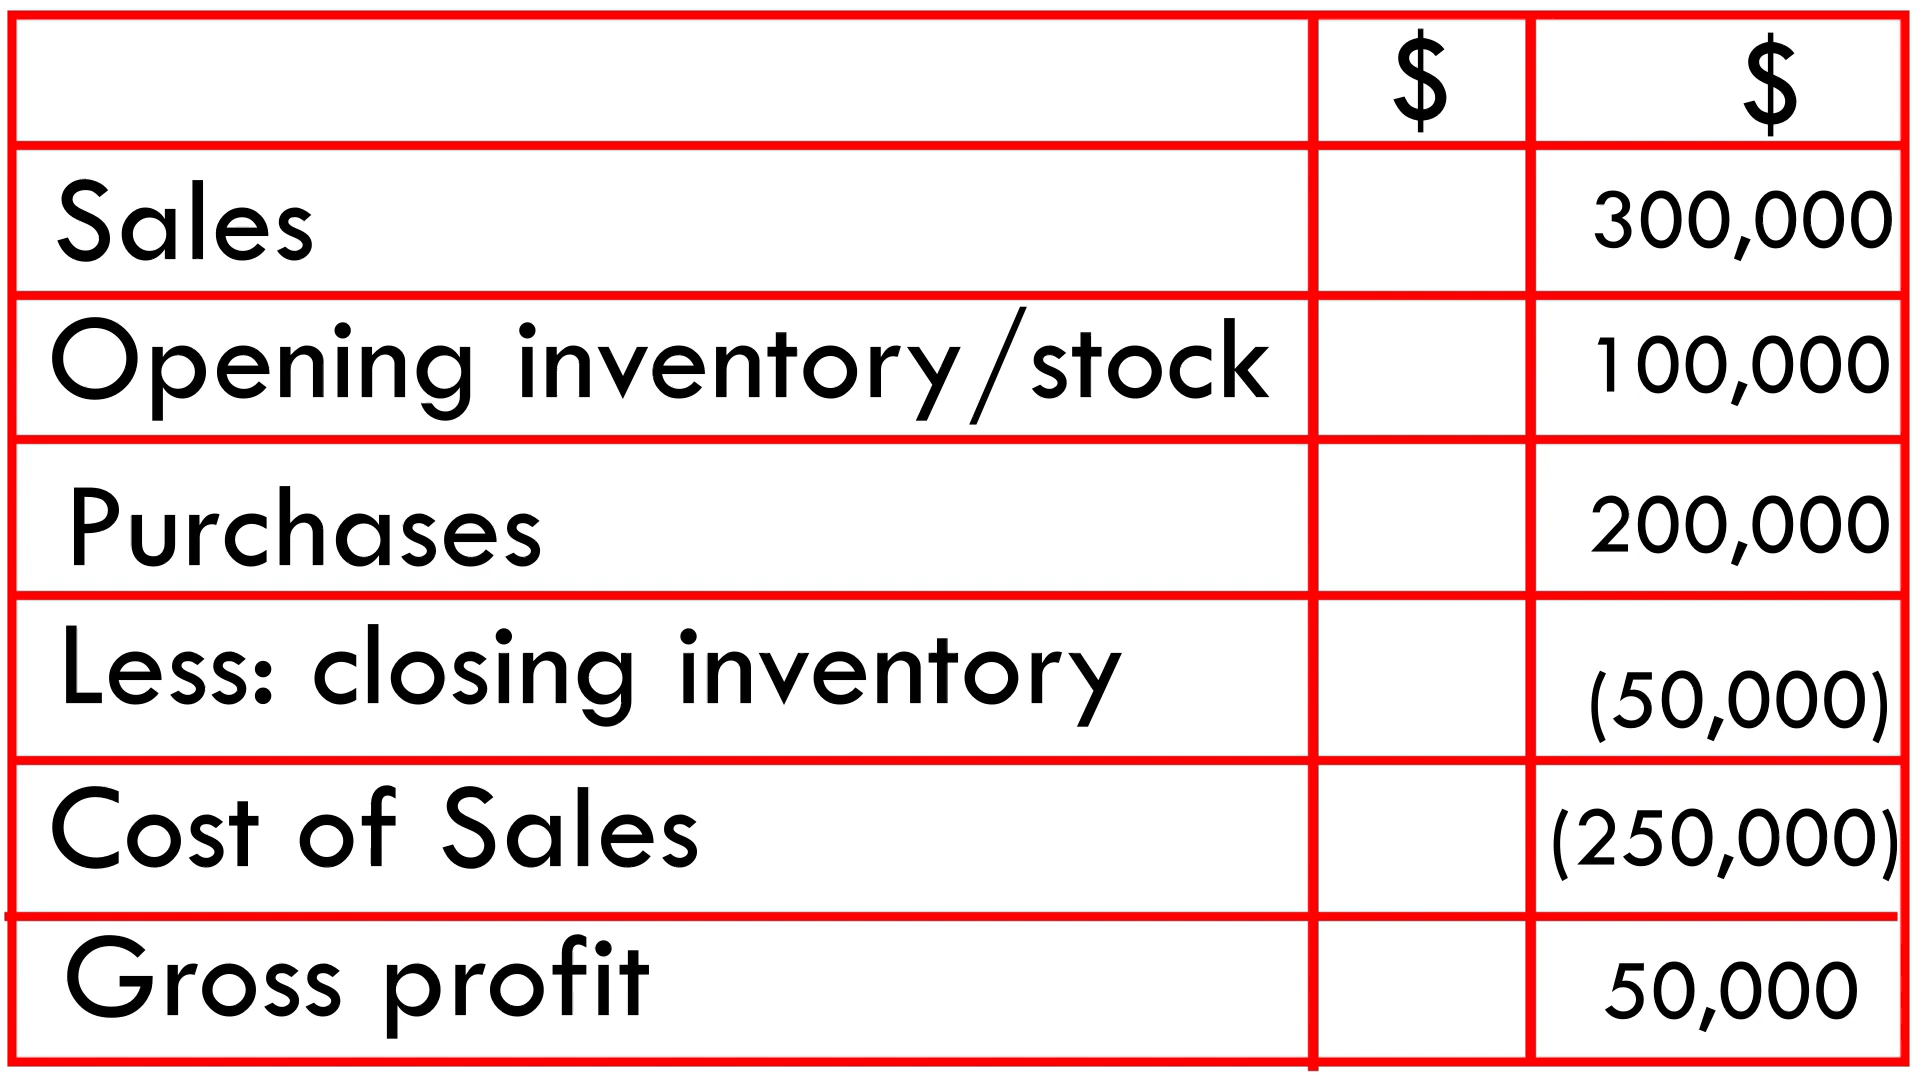 $ $
Sales 300,000
Opening inventory/stock 100,000
Purchases 200,000
Less: closing inventory (50,000)
Cost of Sales (250,000)
Gross profit 50,000